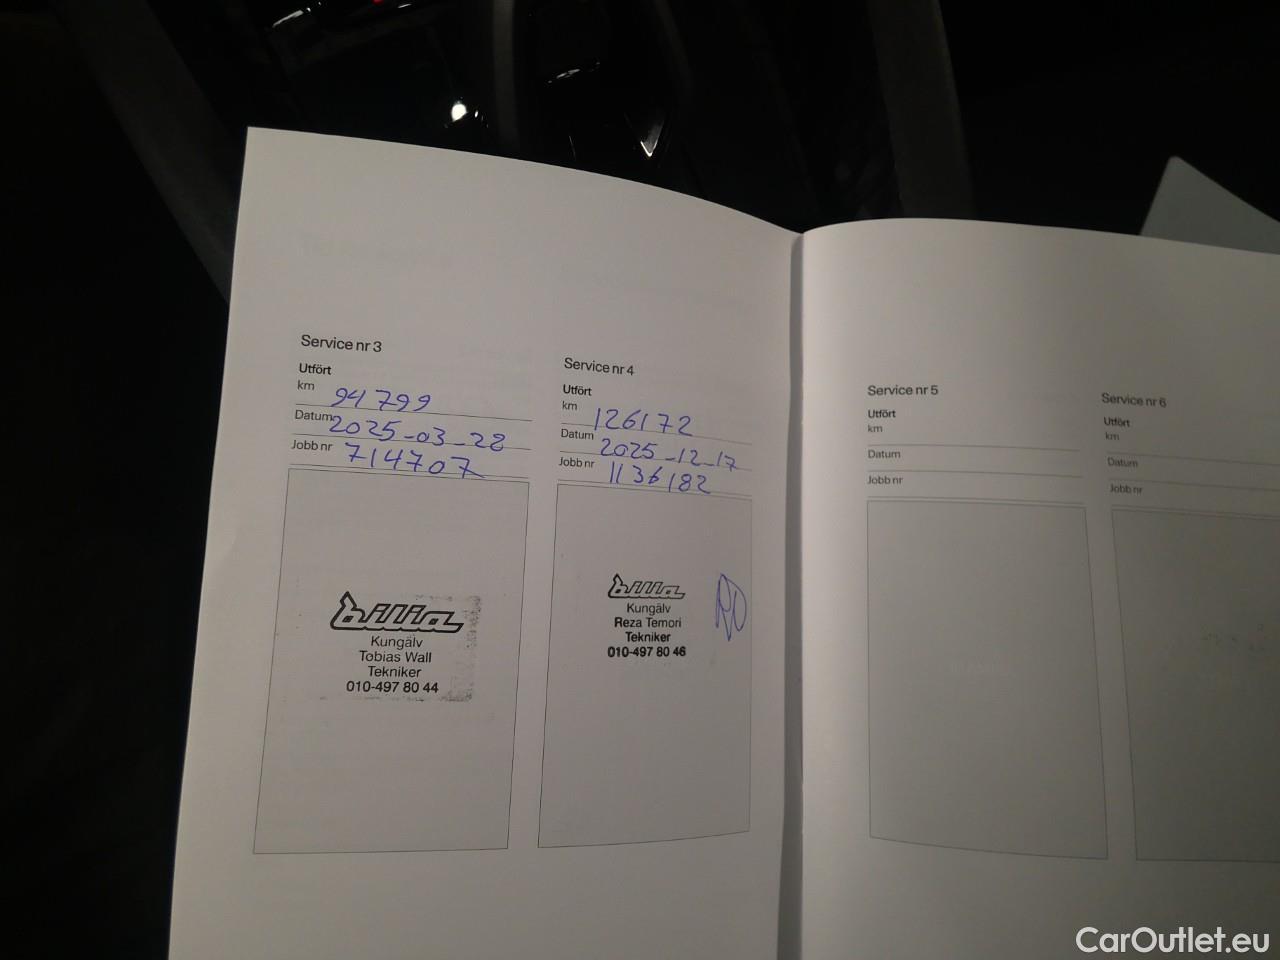 Service nr 3
Utfört
km 94799
Datum 2025-03-28
Jobb nr 714707
bilia
Kungälv
Tobias Wall
Tekniker
010-497 80 44
Service nr 4
Utfört
km 126172
Datum 2025-12-17
Jobb nr 1136182
bilia
Kungälv
Reza Temori
Tekniker
010-497 80 46
Service nr 5
Utfört
km
Datum
Jobb nr
Service nr 6
Utfört
km
Datum
Jobb nr
CarOutlet.eu